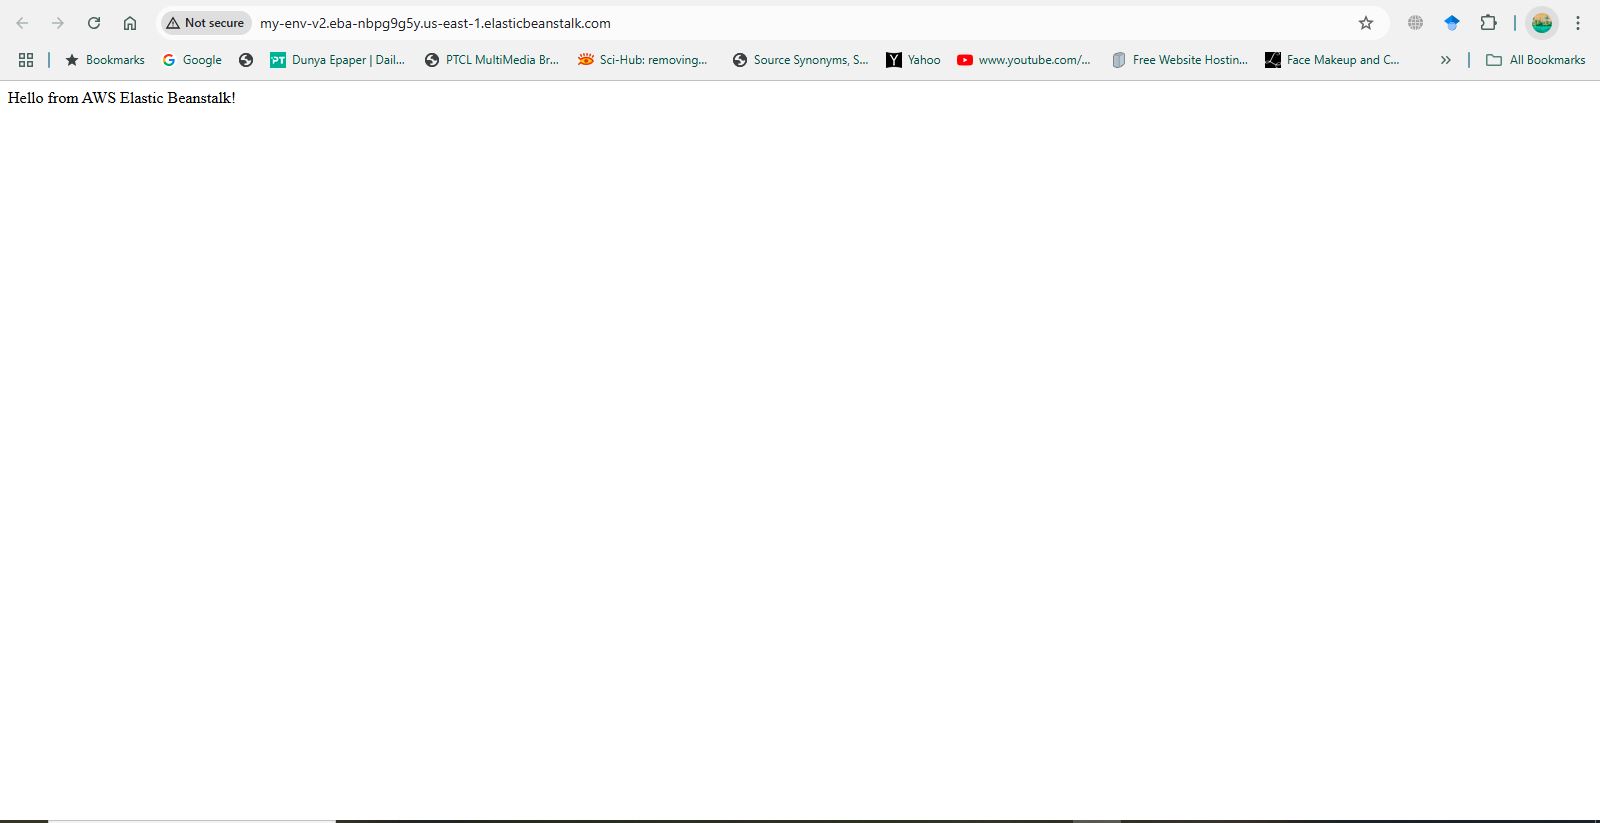 Not secure my-env-v2.eba-nbpg9g5y.us-east-1.elasticbeanstalk.com
Bookmarks Google Dunya Epaper | Dail... PTCL MultiMedia Br... Sci-Hub: removing... Source Synonyms, S... Yahoo www.youtube.com/... Free Website Hostin... Face Makeup and C... All Bookmarks
Hello from AWS Elastic Beanstalk!